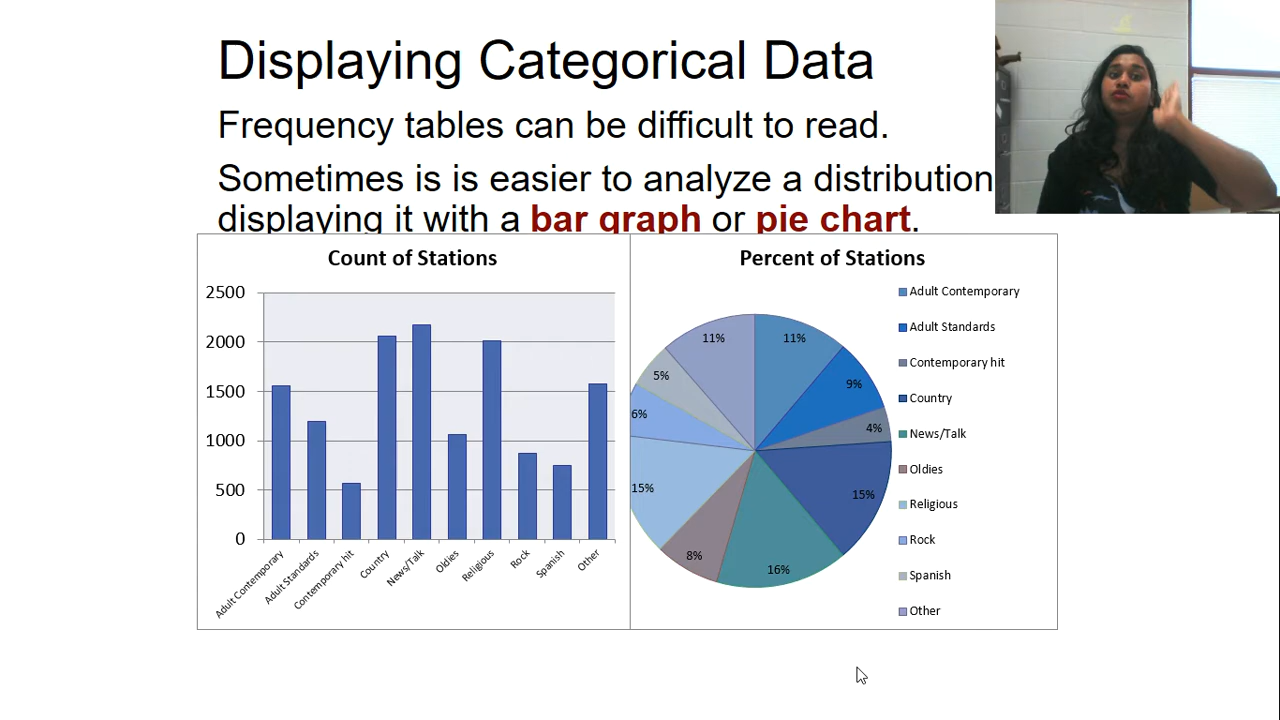 Displaying Categorical Data
Frequency tables can be difficult to read.
Sometimes is is easier to analyze a distribution
displaying it with a bar graph or pie chart.
Count of Stations
2500
2000
1500
1000
500
0
Adult Contemporary
Adult Standards
Contemporary hit
Country
News/Talk
Oldies
Religious
Rock
Spanish
Other
Percent of Stations
11%
11%
9%
4%
15%
16%
8%
15%
6%
5%
Adult Contemporary
Adult Standards
Contemporary hit
Country
News/Talk
Oldies
Religious
Rock
Spanish
Other